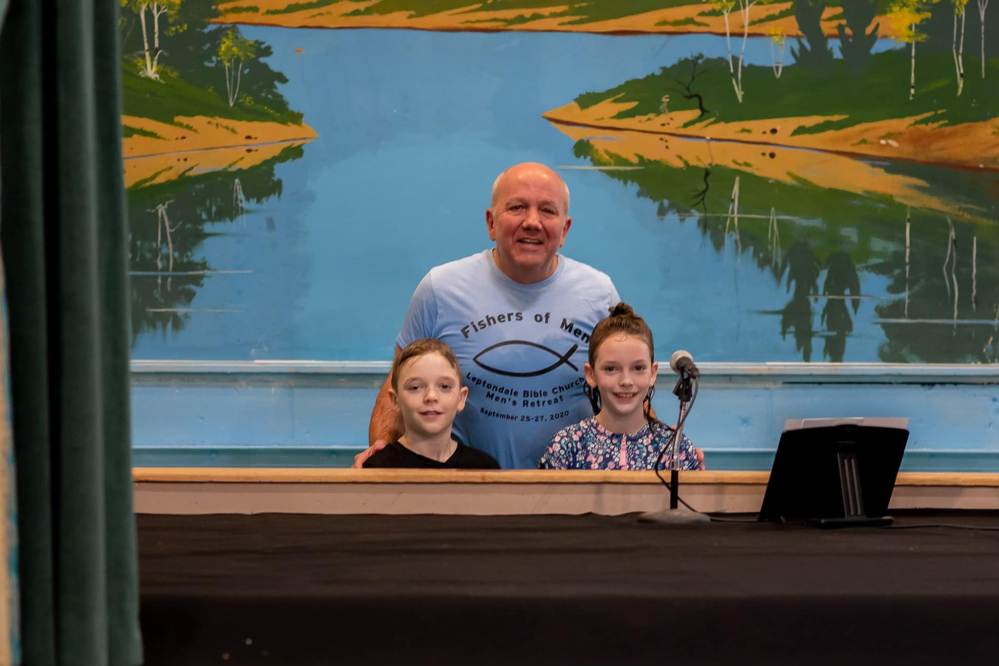 Fishers of Men
Leptondale Bible Church
Men's Retreat
September 25-27, 2020